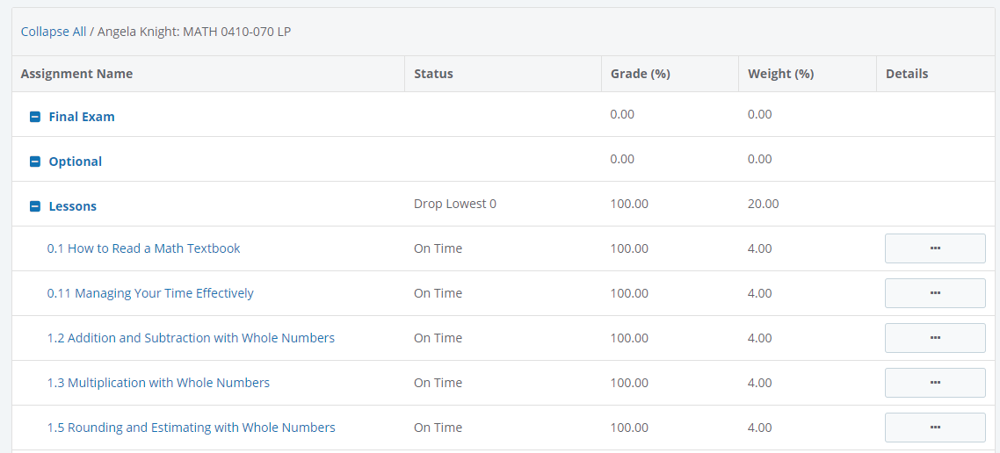 Collapse All / Angela Knight: MATH 0410-070 LP
Assignment Name Status Grade (%) Weight (%) Details
Final Exam 0.00 0.00
Optional 0.00 0.00
Lessons Drop Lowest 0 100.00 20.00
0.1 How to Read a Math Textbook On Time 100.00 4.00 ...
0.11 Managing Your Time Effectively On Time 100.00 4.00 ...
1.2 Addition and Subtraction with Whole Numbers On Time 100.00 4.00 ...
1.3 Multiplication with Whole Numbers On Time 100.00 4.00 ...
1.5 Rounding and Estimating with Whole Numbers On Time 100.00 4.00 ...